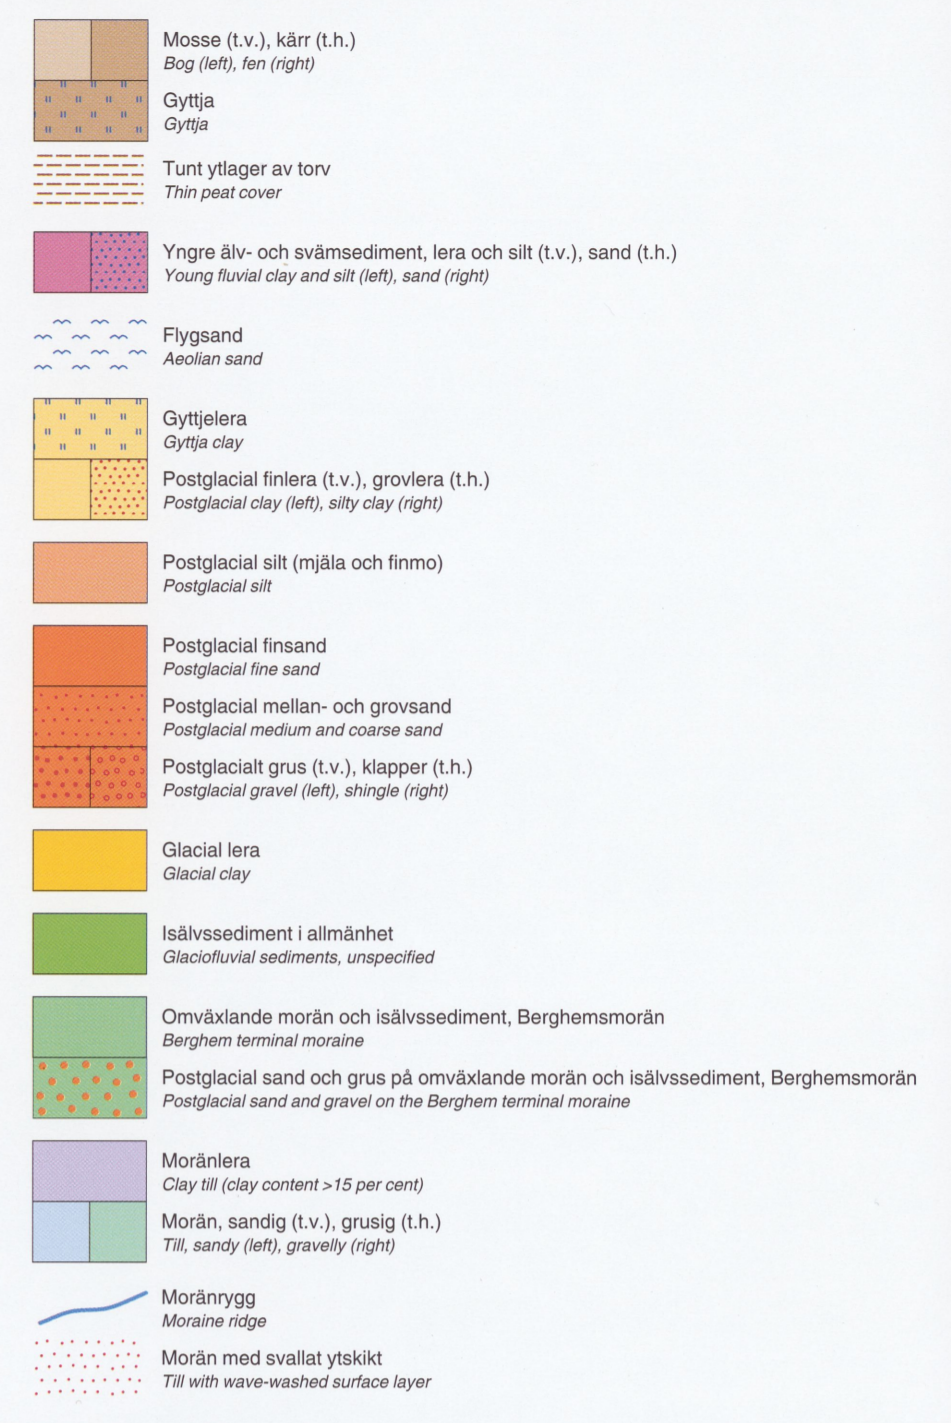 Mosse (t.v.), kärr (t.h.)
Bog (left), fen (right)
Gyttja
Gyttja
Tunt ytlager av torv
Thin peat cover
Yngre älv- och svämsediment, lera och silt (t.v.), sand (t.h.)
Young fluvial clay and silt (left), sand (right)
Flygsand
Aeolian sand
Gyttjelera
Gyttja clay
Postglacial finlera (t.v.), grovlera (t.h.)
Postglacial clay (left), silty clay (right)
Postglacial silt (mjäla och finmo)
Postglacial silt
Postglacial finsand
Postglacial fine sand
Postglacial mellan- och grovsand
Postglacial medium and coarse sand
Postglacialt grus (t.v.), klapper (t.h.)
Postglacial gravel (left), shingle (right)
Glacial lera
Glacial clay
Isälvssediment i allmänhet
Glaciofluvial sediments, unspecified
Omväxlande morän och isälvssediment, Berghemsmorän
Berghem terminal moraine
Postglacial sand och grus på omväxlande morän och isälvssediment, Berghemsmorän
Postglacial sand and gravel on the Berghem terminal moraine
Moränlera
Clay till (clay content >15 per cent)
Morän, sandig (t.v.), grusig (t.h.)
Till, sandy (left), gravelly (right)
Moränrygg
Moraine ridge
Morän med svallat ytskikt
Till with wave-washed surface layer